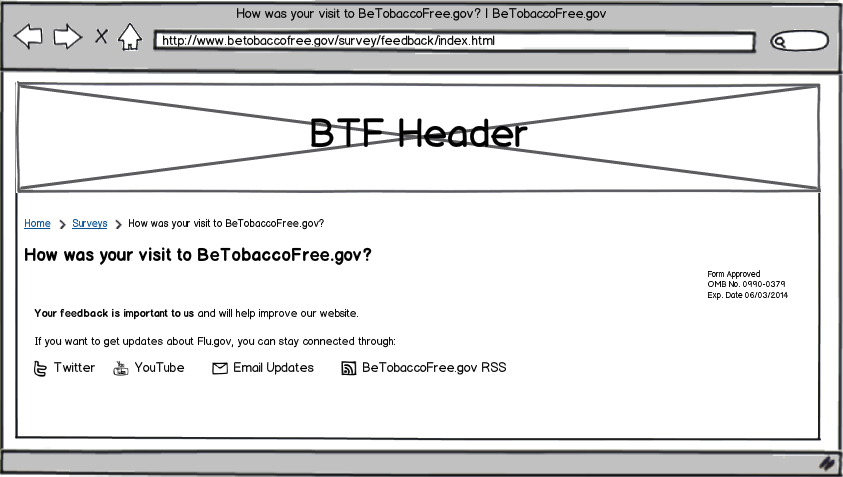 How was your visit to BeTobaccoFree.gov? | BeTobaccoFree.gov
http://www.betobaccofree.gov/survey/feedback/index.html
BTF Header
Home > Surveys > How was your visit to BeTobaccoFree.gov?
How was your visit to BeTobaccoFree.gov?
Form Approved
OMB No. 0990-0379
Exp. Date 06/03/2014
Your feedback is important to us and will help improve our website.
If you want to get updates about Flu.gov, you can stay connected through:
Twitter YouTube Email Updates BeTobaccoFree.gov RSS